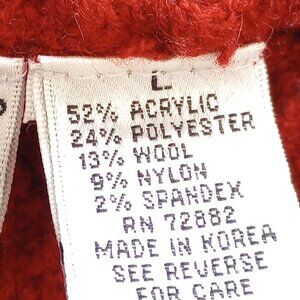 L
52% ACRYLIC
24% POLYESTER
13% WOOL
9% NYLON
2% SPANDEX
RN 72882
MADE IN KOREA
SEE REVERSE
FOR CARE